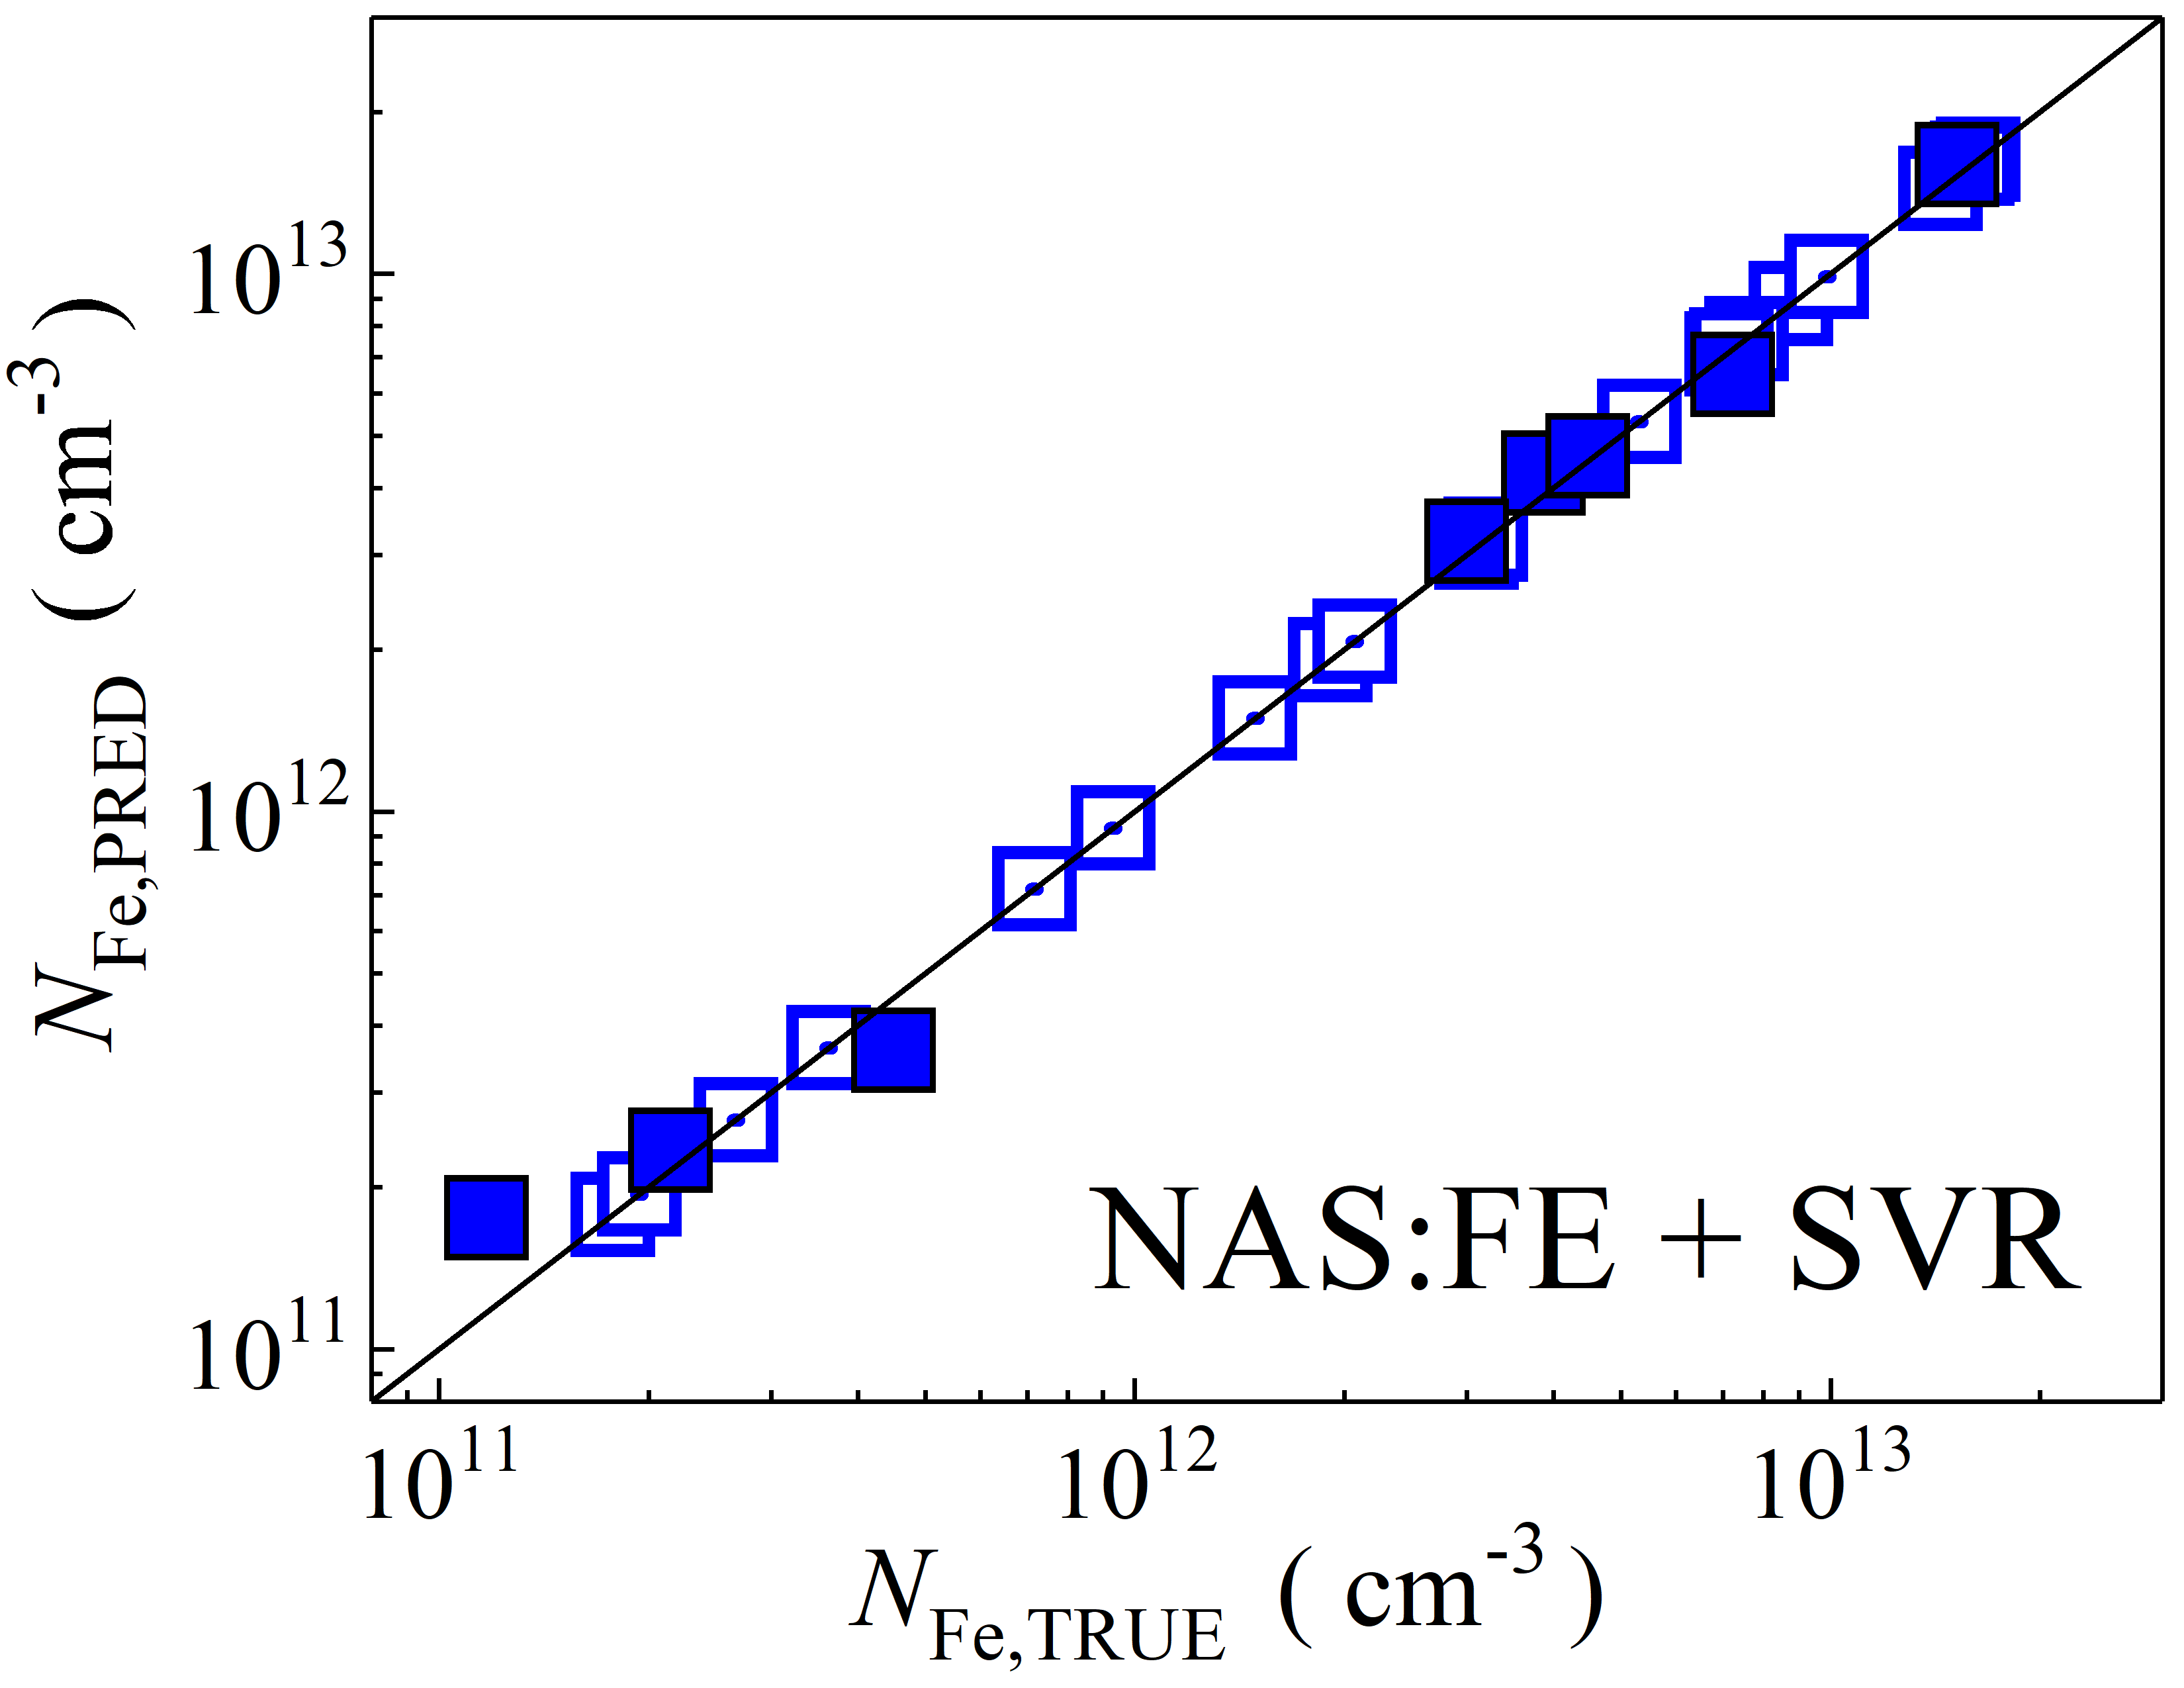 N_Fe,PRED ( cm^-3 )
10^13
10^12
10^11
NAS:FE + SVR
10^11 10^12 10^13
N_Fe,TRUE ( cm^-3 )